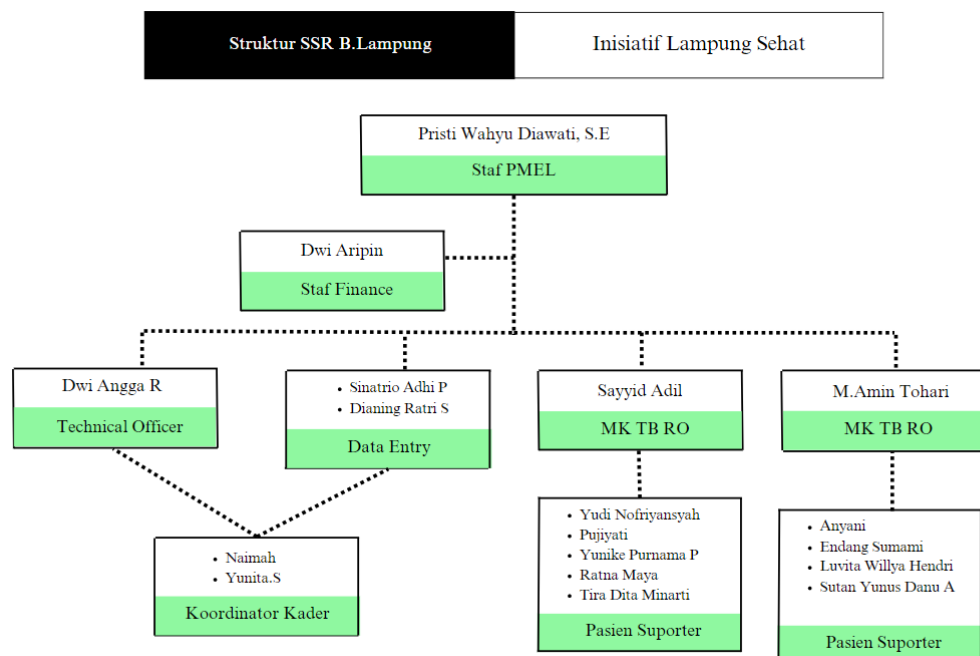 Struktur SSR B.Lampung
Inisiatif Lampung Sehat
Pristi Wahyu Diawati, S.E
Staf PMEL
Dwi Aripin
Staf Finance
Dwi Angga R
Technical Officer
• Sinatrio Adhi P
• Dianing Ratri S
Data Entry
Sayyid Adil
MK TB RO
M.Amin Tohari
MK TB RO
• Naimah
• Yunita.S
Koordinator Kader
• Yudi Nofriyansyah
• Pujiyati
• Yunike Purnama P
• Ratna Maya
• Tira Dita Minarti
Pasien Suporter
• Anyani
• Endang Sumami
• Luvita Willya Hendri
• Sutan Yunus Danu A
Pasien Suporter